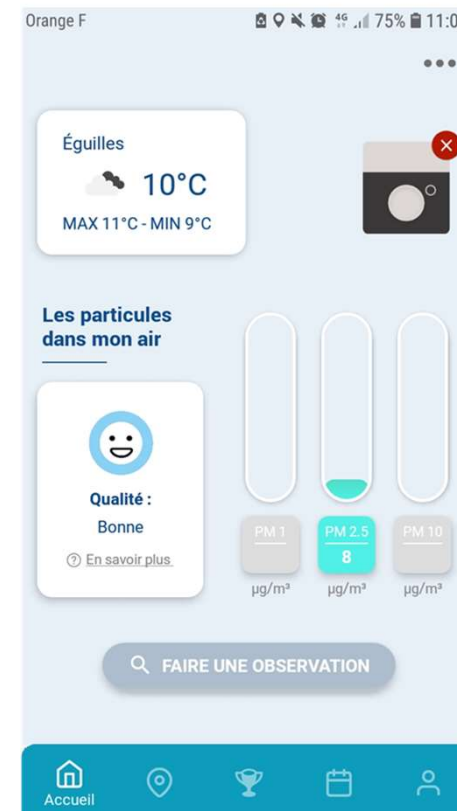 Orange F 4G 75% 11:0
Éguilles
10°C
MAX 11°C - MIN 9°C
Les particules
dans mon air
Qualité :
Bonne
? En savoir plus
PM 1 PM 2.5 PM 10
8
µg/m³ µg/m³ µg/m³
FAIRE UNE OBSERVATION
Accueil